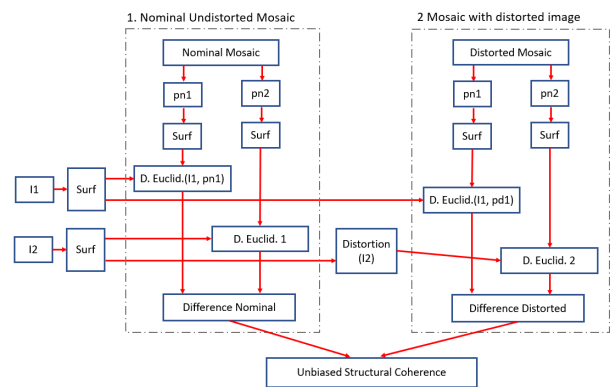 1. Nominal Undistorted Mosaic
2 Mosaic with distorted image
Nominal Mosaic
Distorted Mosaic
pn1
pn2
pn1
pn2
Surf
Surf
Surf
Surf
I1
Surf
D. Euclid.(I1, pn1)
D. Euclid.(I1, pd1)
I2
Surf
D. Euclid. 1
Distortion
(I2)
D. Euclid. 2
Difference Nominal
Difference Distorted
Unbiased Structural Coherence